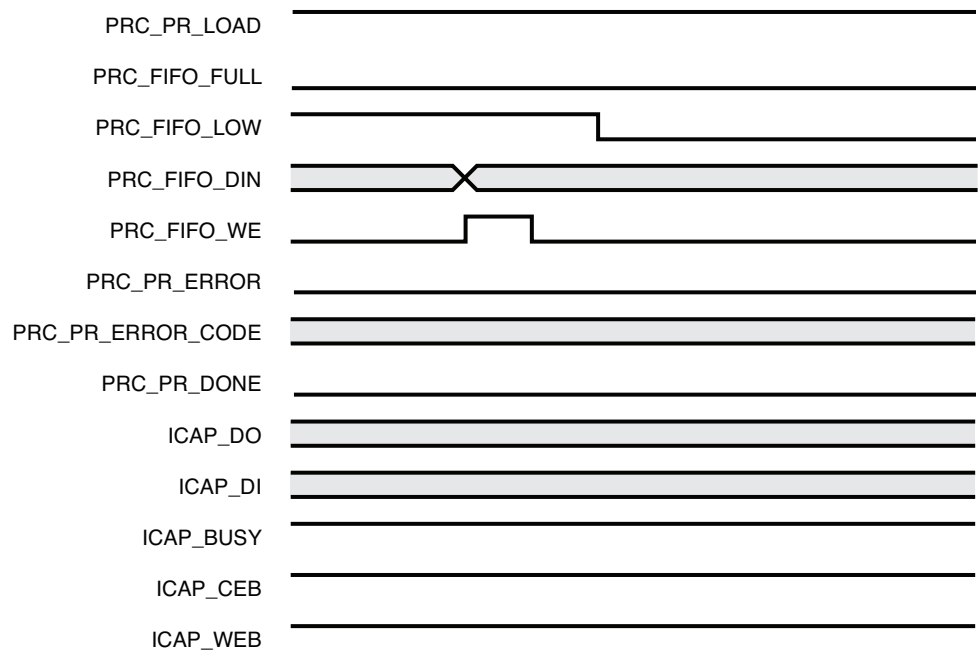 PRC_PR_LOAD
PRC_FIFO_FULL
PRC_FIFO_LOW
PRC_FIFO_DIN
PRC_FIFO_WE
PRC_PR_ERROR
PRC_PR_ERROR_CODE
PRC_PR_DONE
ICAP_DO
ICAP_DI
ICAP_BUSY
ICAP_CEB
ICAP_WEB